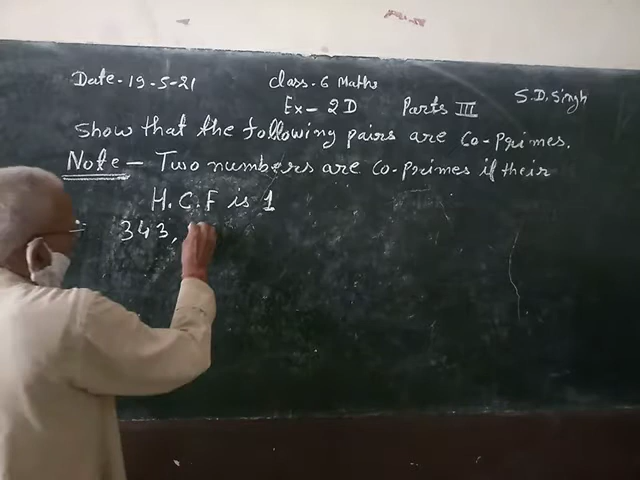 Date-19-5-21 Class-6 Maths S.D.Singh
Ex-2D Parts III
Show that the following pairs are co-primes.
Note- Two numbers are co-primes if their
H.C.F is 1
343,